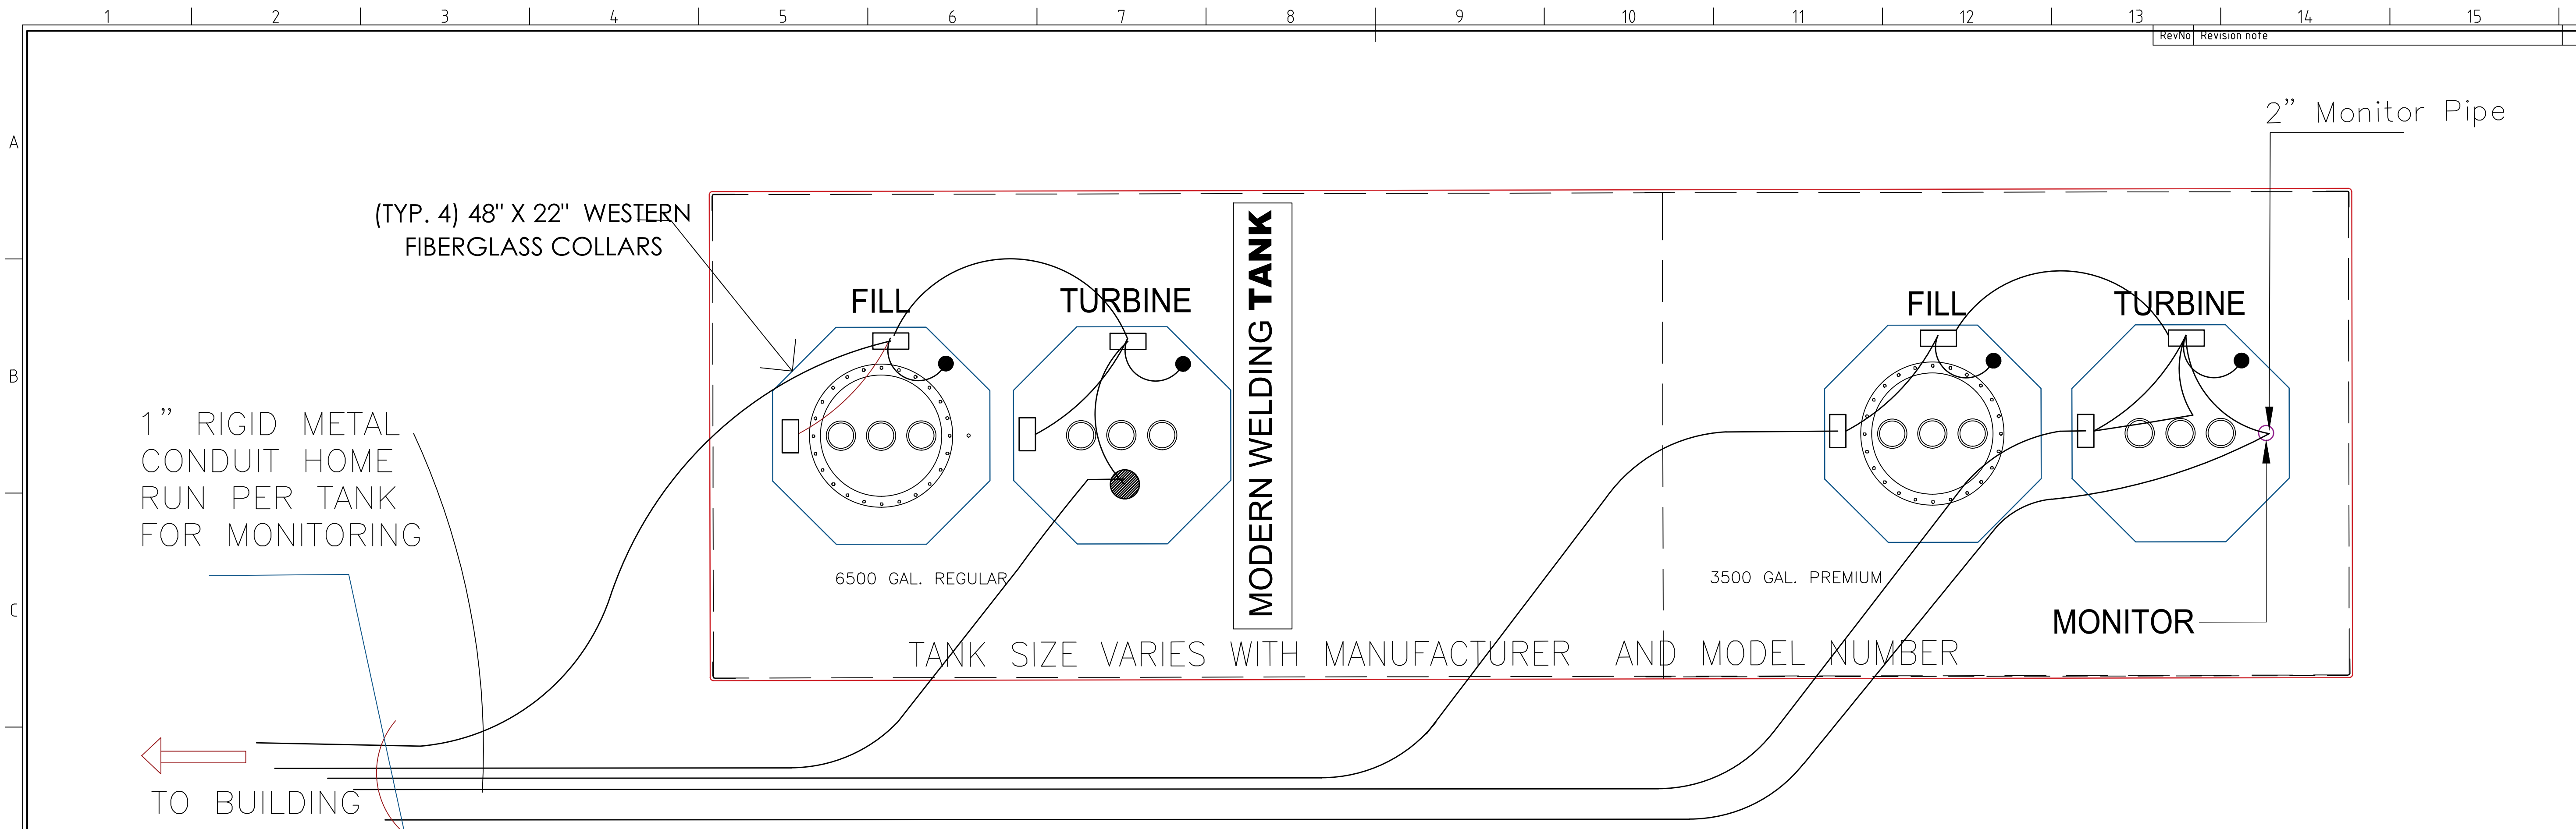 1 2 3 4 5 6 7 8 9 10 11 12 13 14 15
RevNo Revision note
A
2" Monitor Pipe
(TYP. 4) 48" X 22" WESTERN
FIBERGLASS COLLARS
FILL
TURBINE
MODERN WELDING TANK
FILL
TURBINE
B
1" RIGID METAL
CONDUIT HOME
RUN PER TANK
FOR MONITORING
6500 GAL. REGULAR
3500 GAL. PREMIUM
C
MONITOR
TANK SIZE VARIES WITH MANUFACTURER AND MODEL NUMBER
TO BUILDING